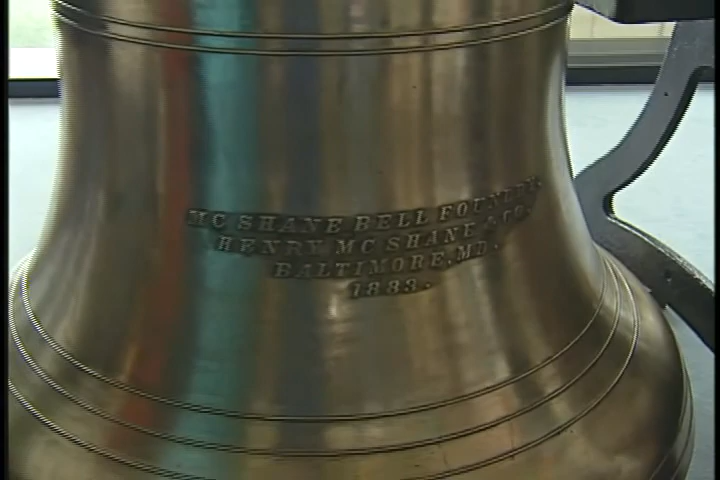 MC SHANE BELL FOUNDRY.
HENRY MC SHANE & CO.
BALTIMORE, MD.
1883.